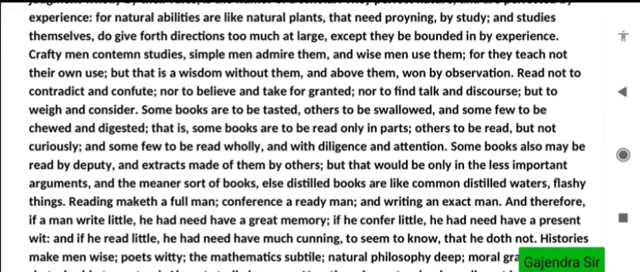 experience: for natural abilities are like natural plants, that need proyning, by study; and studies
themselves, do give forth directions too much at large, except they be bounded in by experience.
Crafty men contemn studies, simple men admire them, and wise men use them; for they teach not
their own use; but that is a wisdom without them, and above them, won by observation. Read not to
contradict and confute; nor to believe and take for granted; nor to find talk and discourse; but to
weigh and consider. Some books are to be tasted, others to be swallowed, and some few to be
chewed and digested; that is, some books are to be read only in parts; others to be read, but not
curiously; and some few to be read wholly, and with diligence and attention. Some books also may be
read by deputy, and extracts made of them by others; but that would be only in the less important
arguments, and the meaner sort of books, else distilled books are like common distilled waters, flashy
things. Reading maketh a full man; conference a ready man; and writing an exact man. And therefore,
if a man write little, he had need have a great memory; if he confer little, he had need have a present
wit: and if he read little, he had need have much cunning, to seem to know, that he doth not. Histories
make men wise; poets witty; the mathematics subtile; natural philosophy deep; moral gra
Gajendra Sir